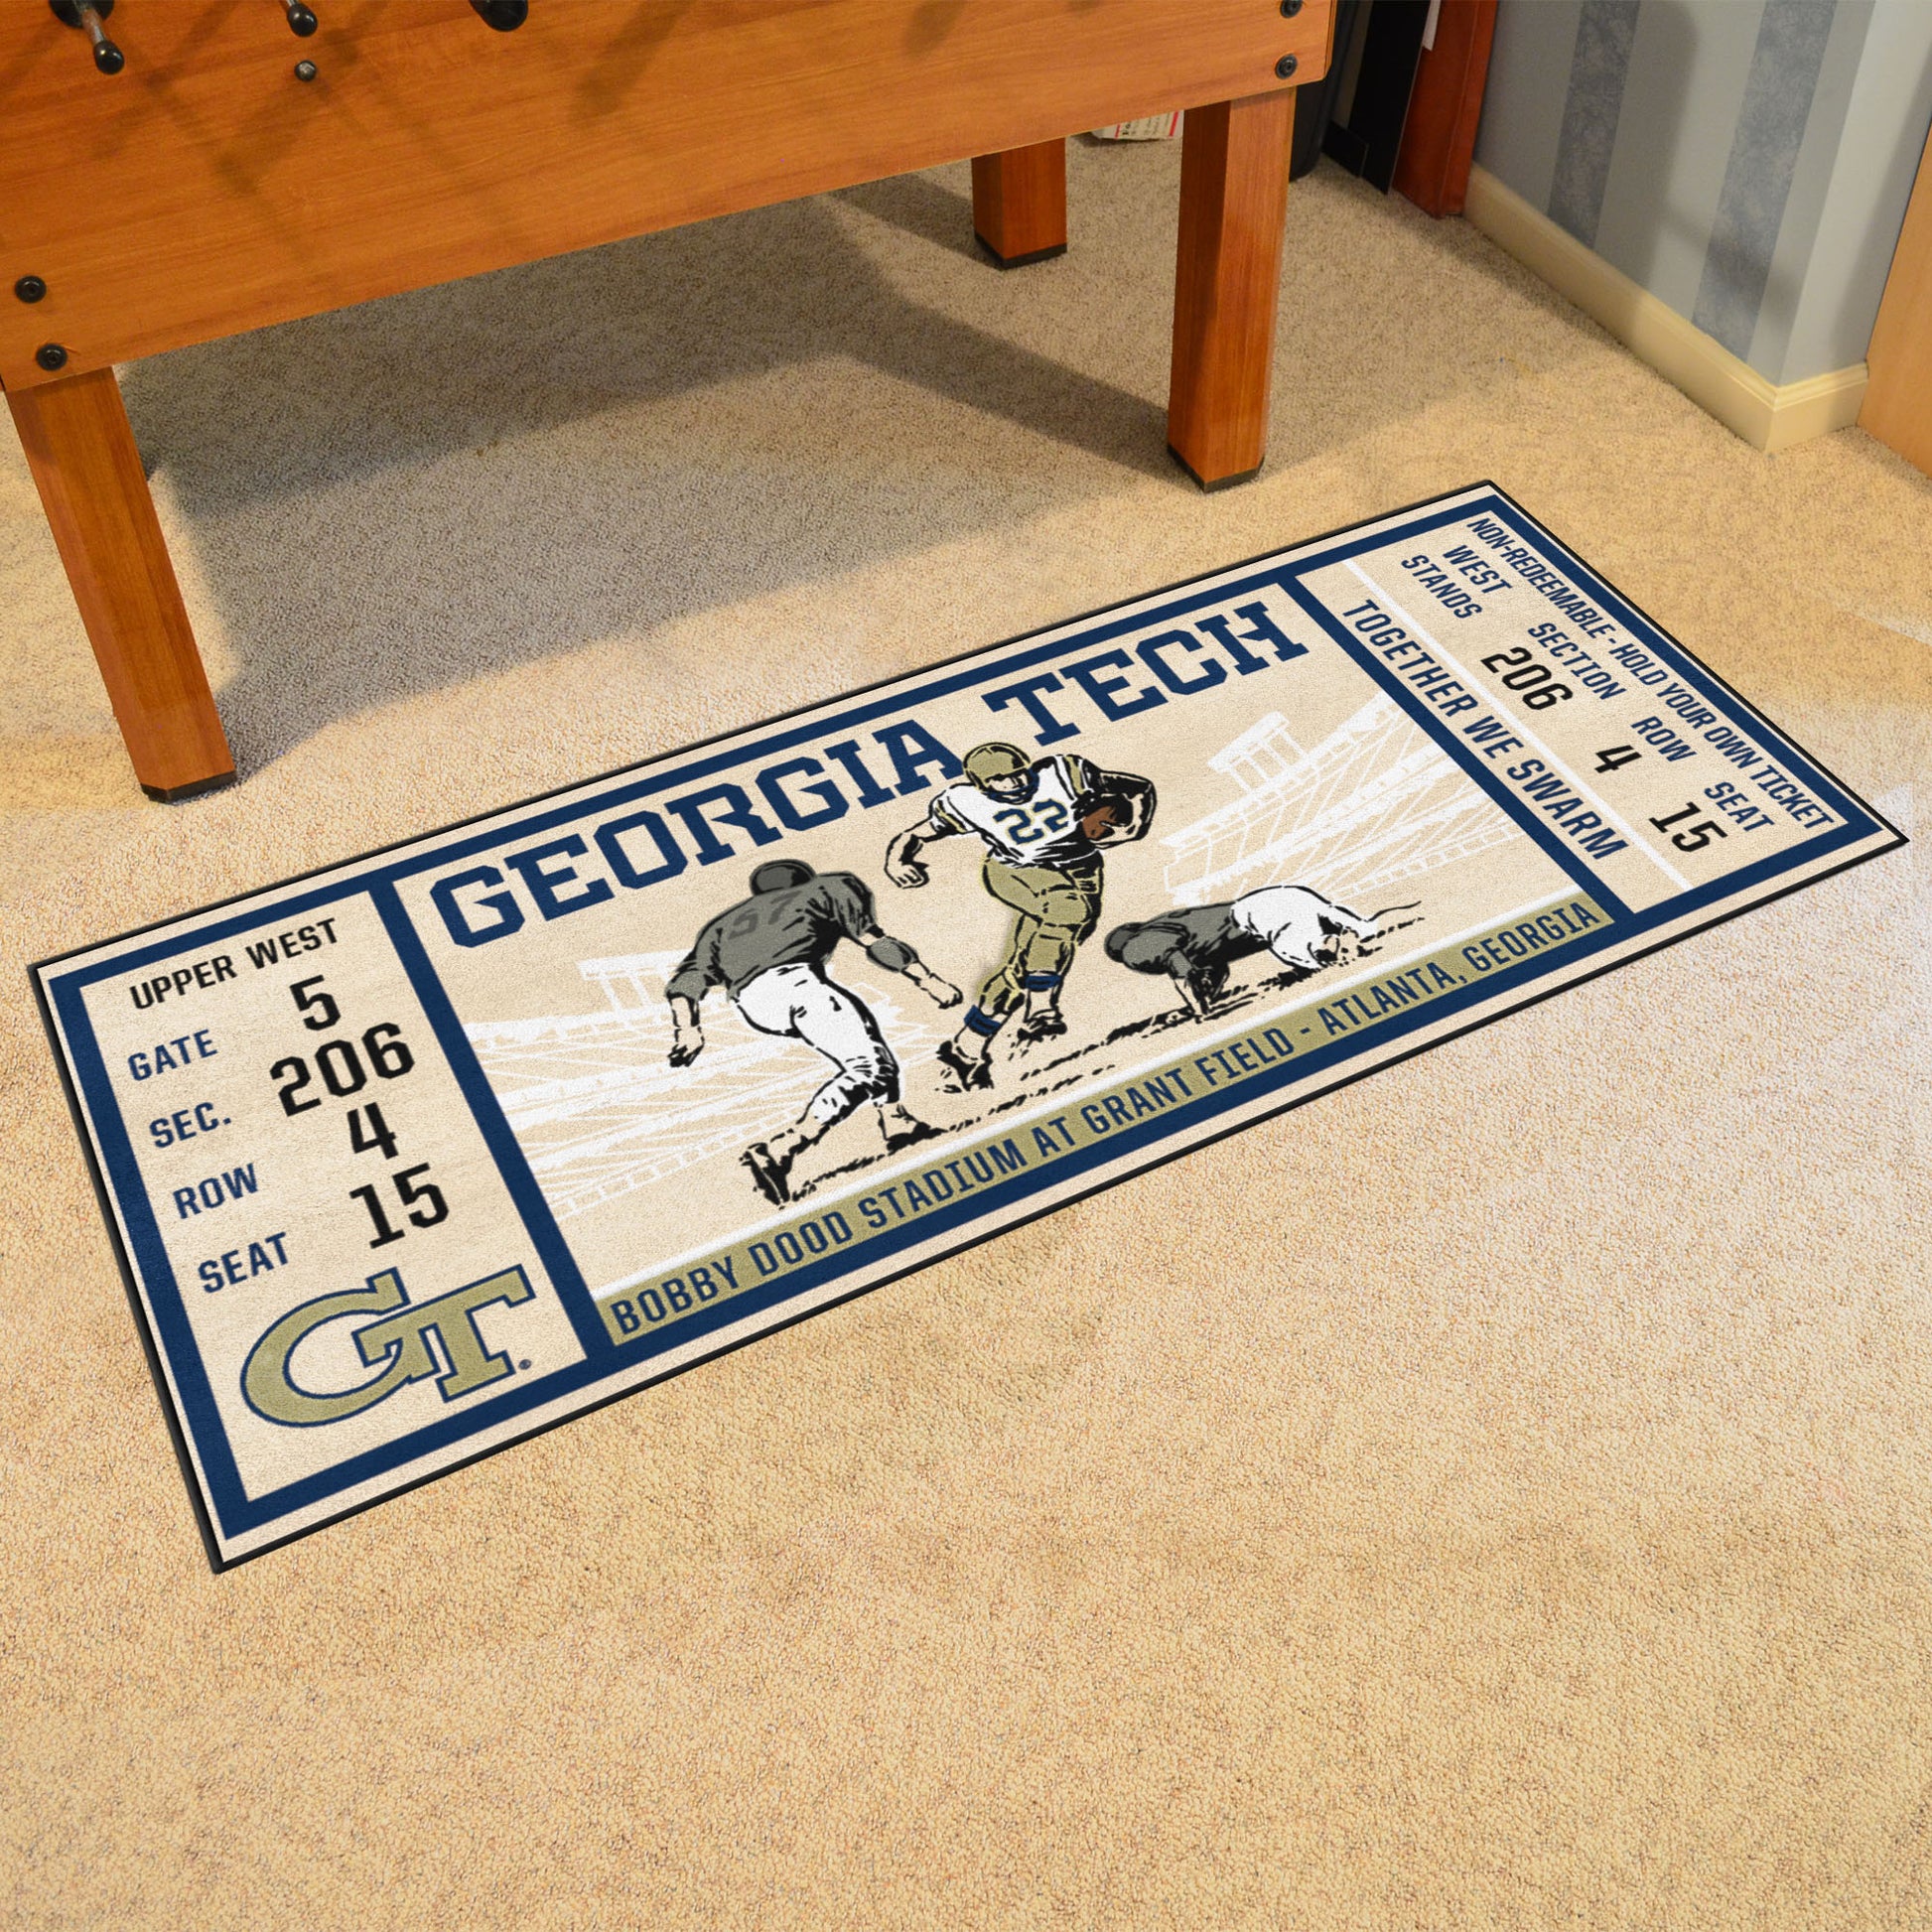 UPPER WEST
GATE 5
SEC. 206
ROW 4
SEAT 15
GT
GEORGIA TECH
22
57
BOBBY DODD STADIUM AT GRANT FIELD - ATLANTA, GEORGIA
TOGETHER WE SWARM
WEST
STANDS
SECTION
206
ROW
4
SEAT
15
NON-REDEEMABLE - HOLD YOUR OWN TICKET